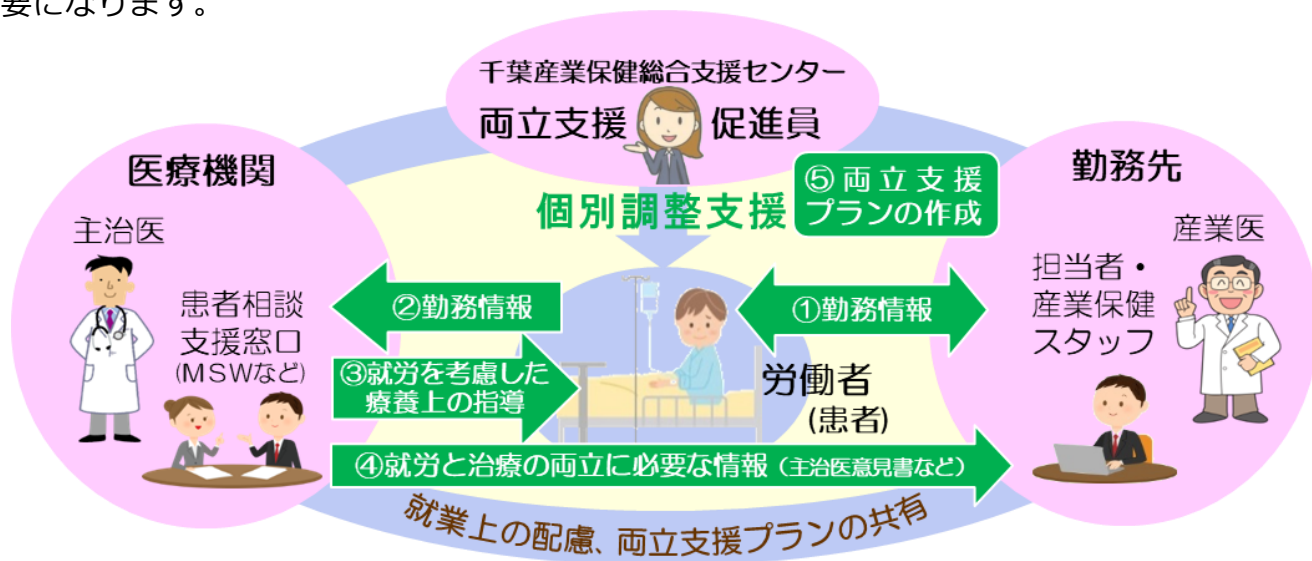 要になります。
千葉産業保健総合支援センター
両立支援 促進員
医療機関
主治医
患者相談
支援窓口
(MSWなど)
個別調整支援
⑤両立支援
プランの作成
勤務先
産業医
担当者・
産業保健
スタッフ
②勤務情報
①勤務情報
③就労を考慮した
療養上の指導
労働者
(患者)
④就労と治療の両立に必要な情報（主治医意見書など）
就業上の配慮、両立支援プランの共有